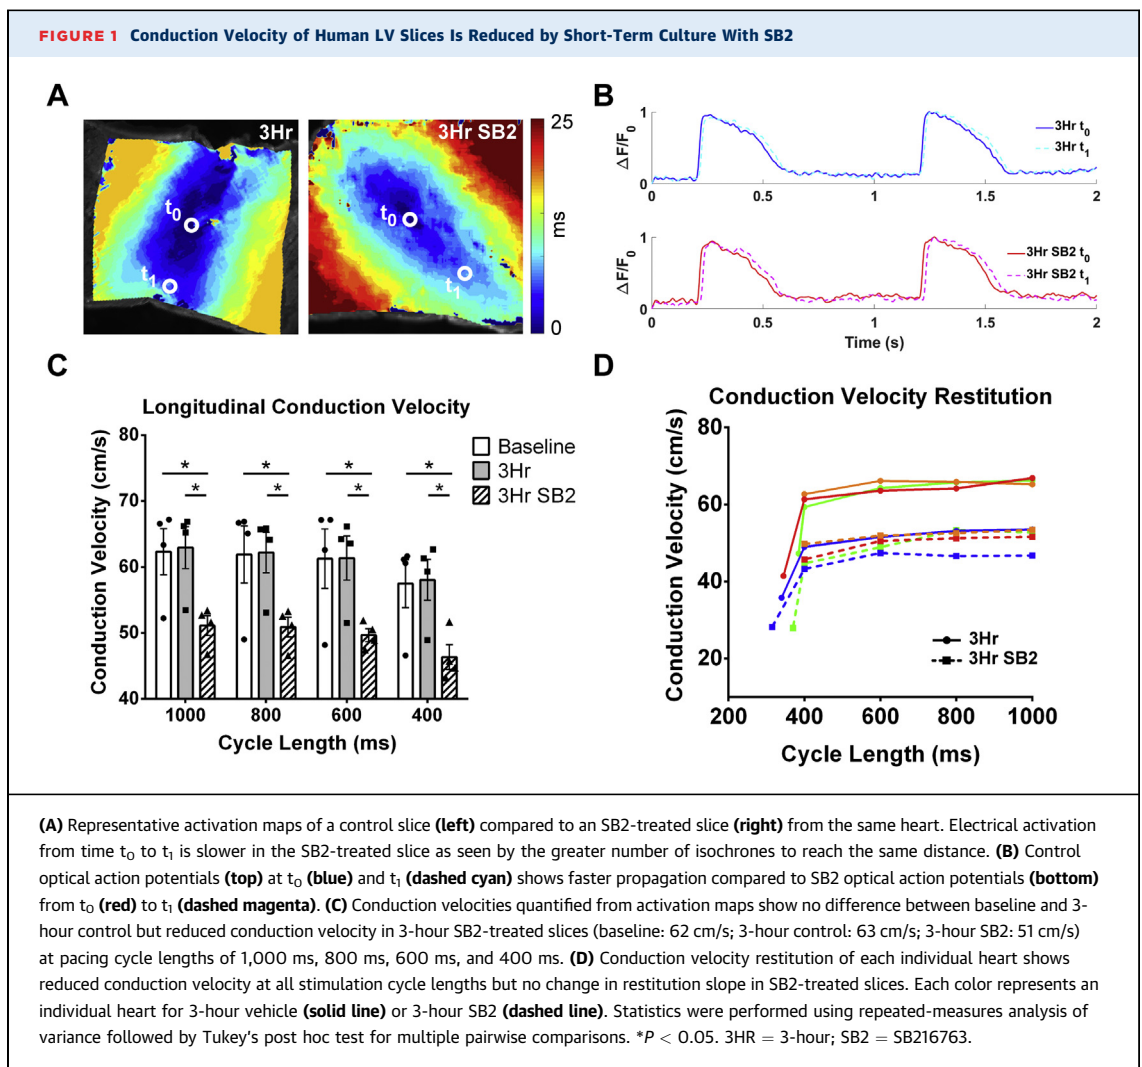 FIGURE 1 Conduction Velocity of Human LV Slices Is Reduced by Short-Term Culture With SB2
A
3Hr
3Hr SB2
t0
t1
t0
t1
25
ms
0
B
ΔF/F0
1
0
3Hr t0
3Hr t1
0 0.5 1 1.5 2
ΔF/F0
1
0
3Hr SB2 t0
3Hr SB2 t1
0 0.5 1 1.5 2
Time (s)
C
Longitudinal Conduction Velocity
Conduction Velocity (cm/s)
80
70
60
50
40
* * * *
* * * *
Baseline
3Hr
3Hr SB2
1000 800 600 400
Cycle Length (ms)
D
Conduction Velocity Restitution
Conduction Velocity (cm/s)
80
60
40
20
3Hr
3Hr SB2
200 400 600 800 1000
Cycle Length (ms)
(A) Representative activation maps of a control slice (left) compared to an SB2-treated slice (right) from the same heart. Electrical activation
from time t0 to t1 is slower in the SB2-treated slice as seen by the greater number of isochrones to reach the same distance. (B) Control
optical action potentials (top) at t0 (blue) and t1 (dashed cyan) shows faster propagation compared to SB2 optical action potentials (bottom)
from t0 (red) to t1 (dashed magenta). (C) Conduction velocities quantified from activation maps show no difference between baseline and 3-
hour control but reduced conduction velocity in 3-hour SB2-treated slices (baseline: 62 cm/s; 3-hour control: 63 cm/s; 3-hour SB2: 51 cm/s)
at pacing cycle lengths of 1,000 ms, 800 ms, 600 ms, and 400 ms. (D) Conduction velocity restitution of each individual heart shows
reduced conduction velocity at all stimulation cycle lengths but no change in restitution slope in SB2-treated slices. Each color represents an
individual heart for 3-hour vehicle (solid line) or 3-hour SB2 (dashed line). Statistics were performed using repeated-measures analysis of
variance followed by Tukey's post hoc test for multiple pairwise comparisons. *P < 0.05. 3HR = 3-hour; SB2 = SB216763.